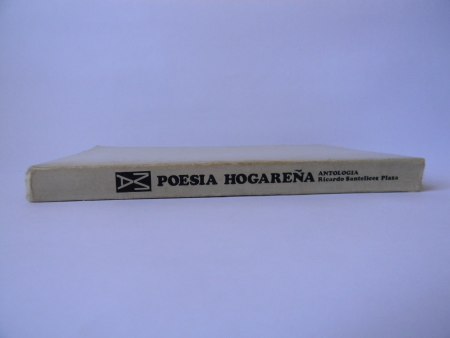 POESIA HOGAREÑA
ANTOLOGIA
Ricardo Santelices Plaza